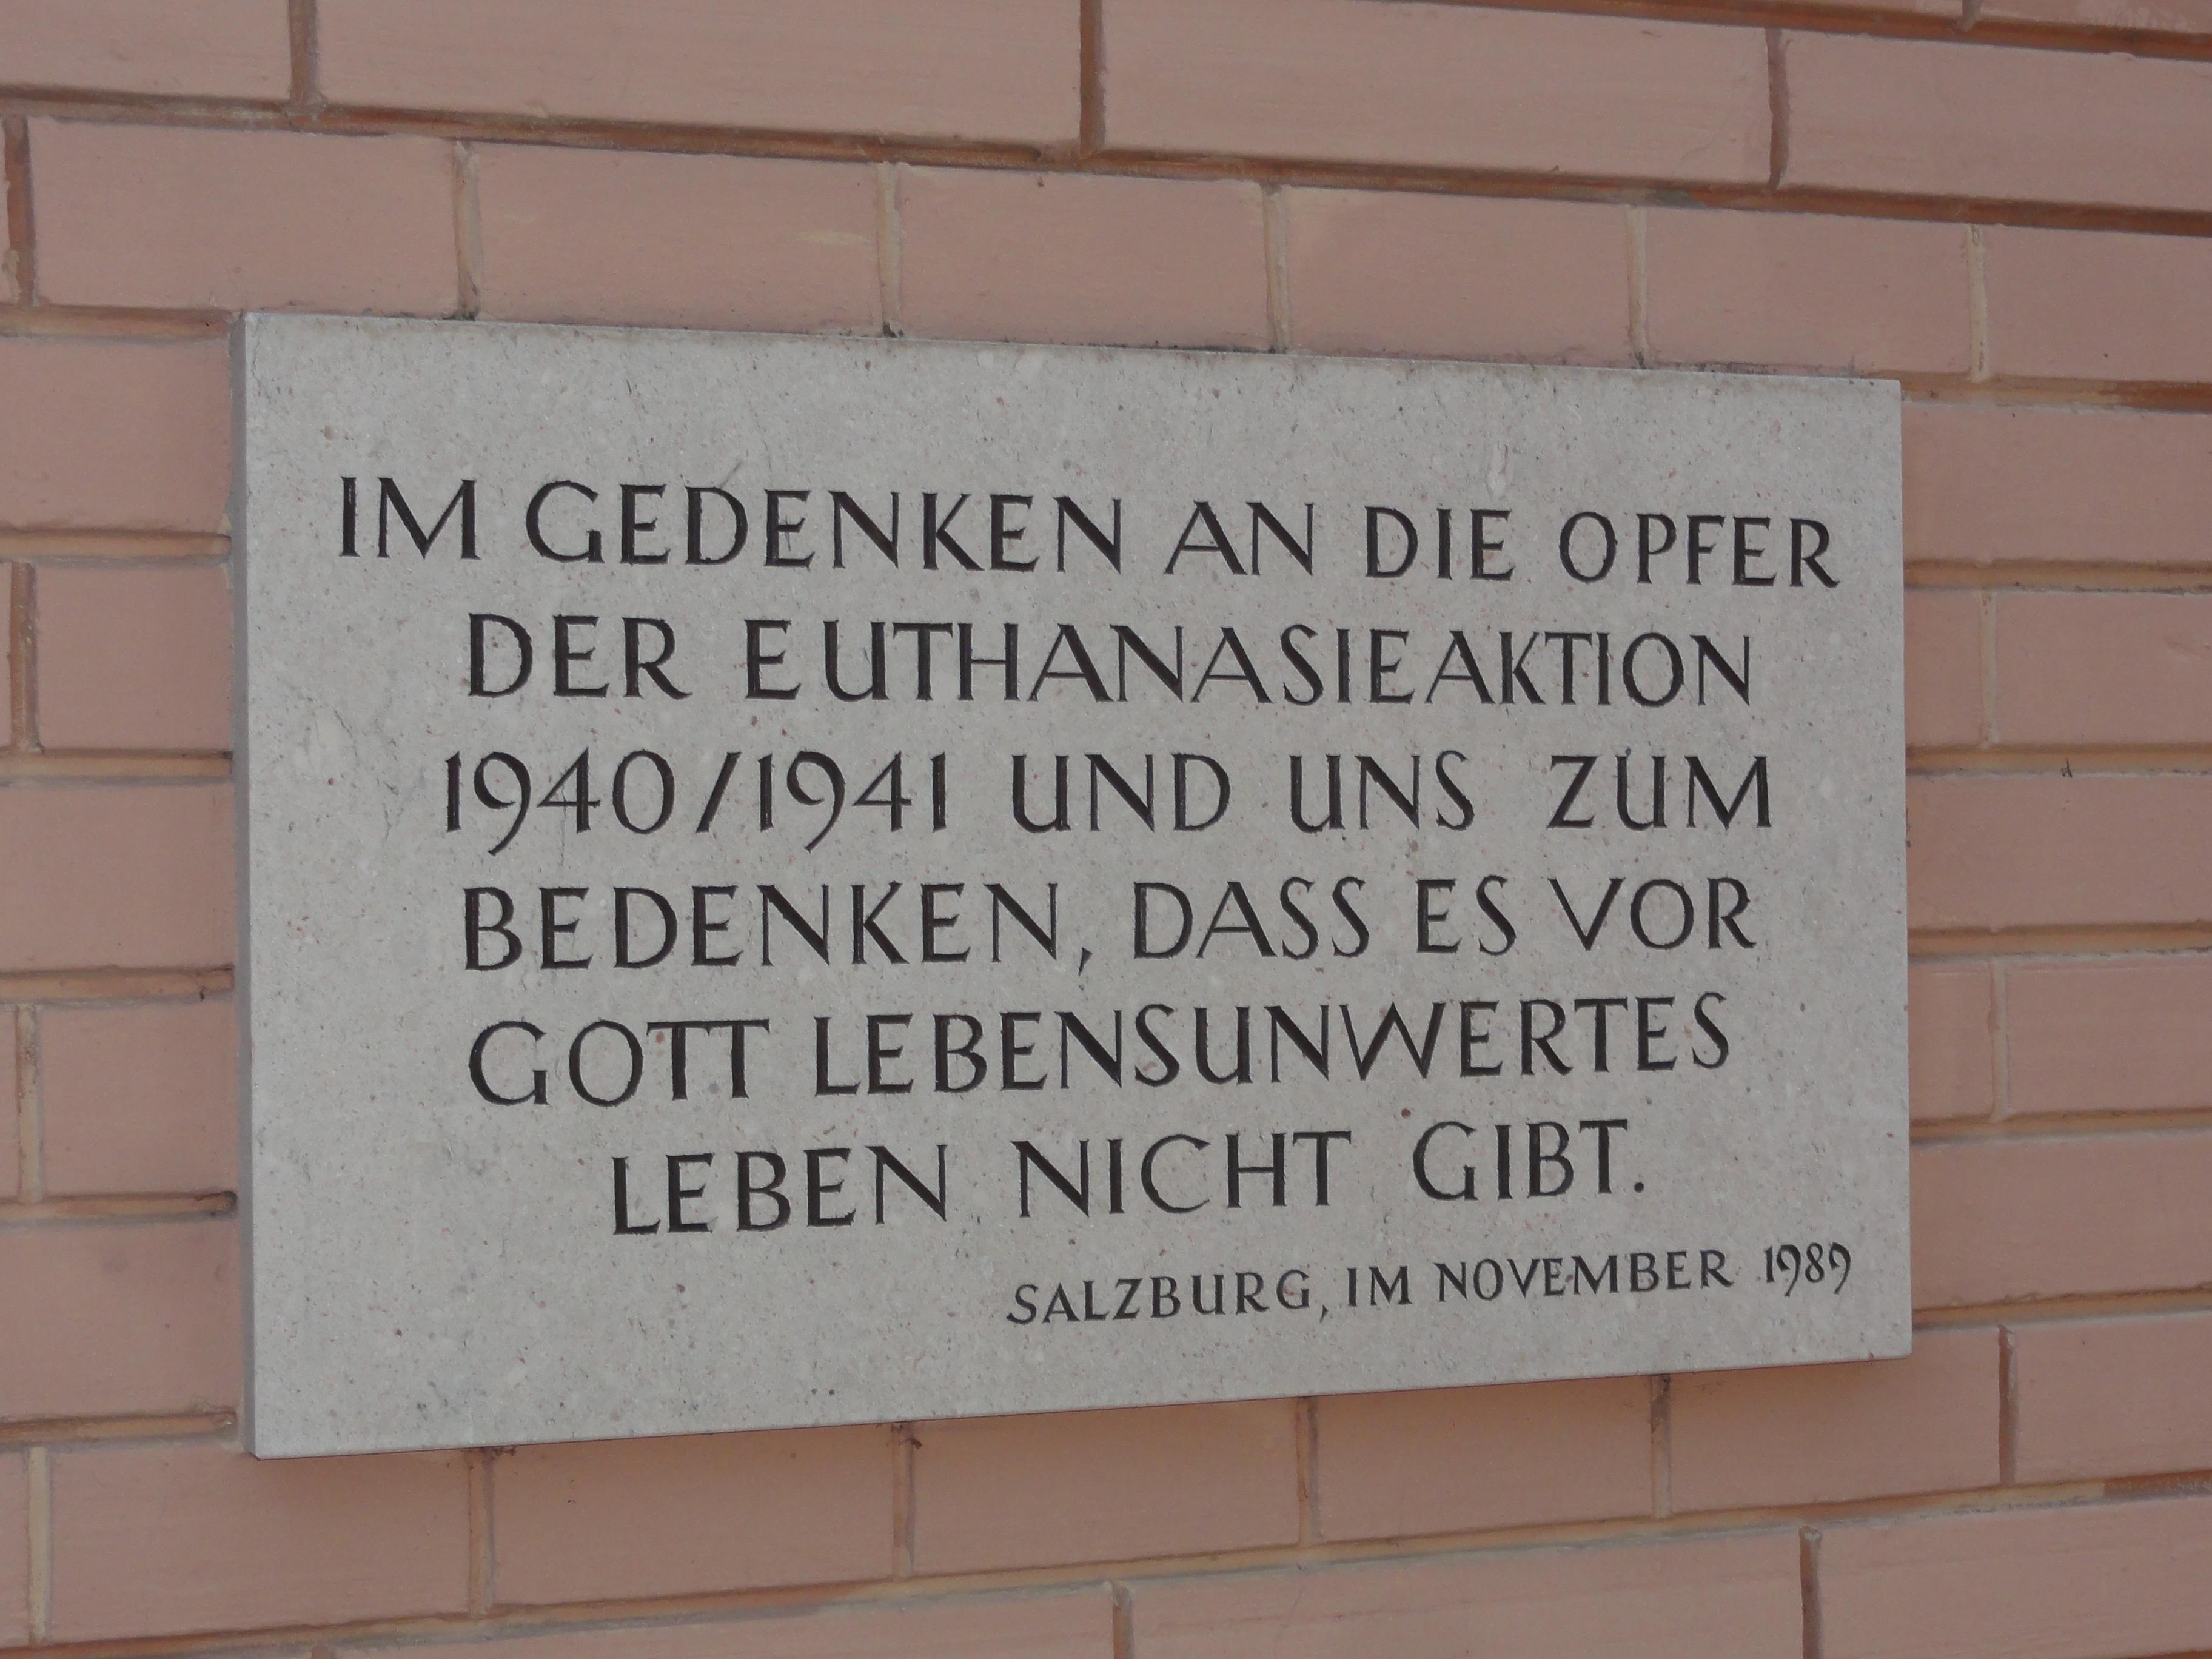 IM GEDENKEN AN DIE OPFER
DER EUTHANASIEAKTION
1940/1941 UND UNS ZUM
BEDENKEN, DASS ES VOR
GOTT LEBENSUNWERTES
LEBEN NICHT GIBT.
SALZBURG, IM NOVEMBER 1989